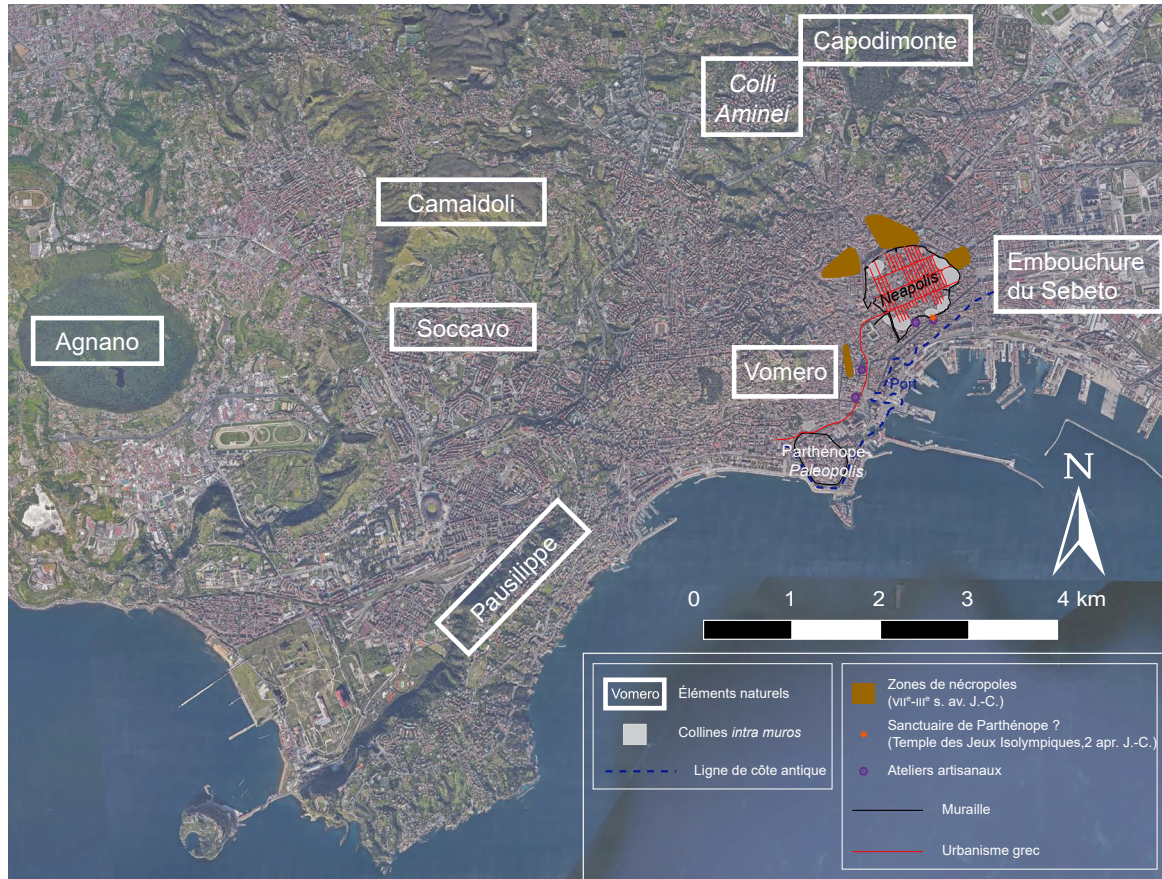 Capodimonte
Colli
Aminei
Camaldoli
Embouchure
du Sebeto
Neapolis
Agnano
Soccavo
Vomero
Port
Parthénope-
Paleopolis
N
Pausilippe
0 1 2 3 4 km
Vomero Éléments naturels
Collines intra muros
Ligne de côte antique
Zones de nécropoles
(VIIe-IIIe s. av. J.-C.)
Sanctuaire de Parthénope ?
(Temple des Jeux Isolympiques,2 apr. J.-C.)
Ateliers artisanaux
Muraille
Urbanisme grec